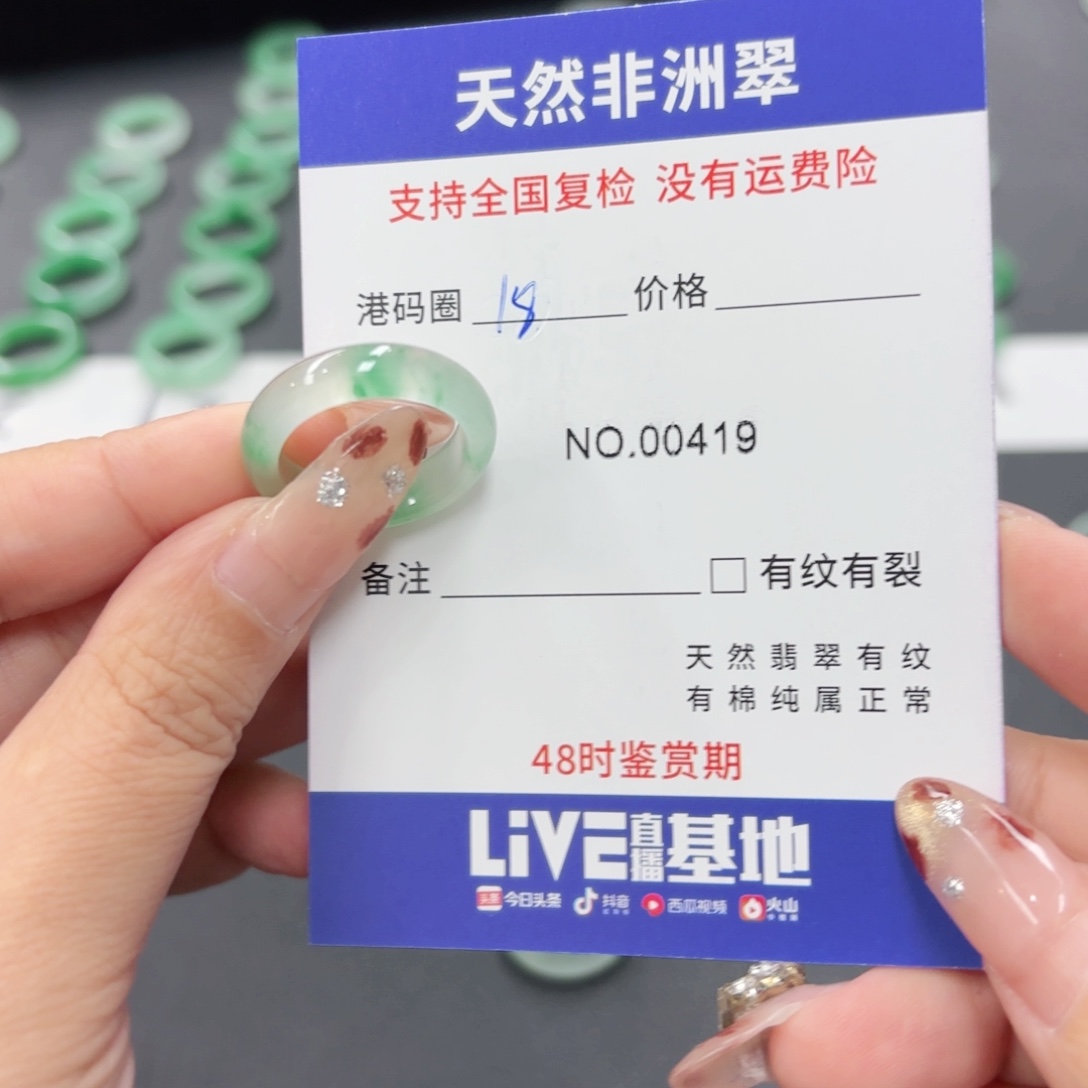 天然非洲翠
支持全国复检 没有运费险
港码圈 18 价格
NO.00419
备注 □有纹有裂
天然翡翠有纹
有棉纯属正常
48时鉴赏期
LiVE直播基地
头条 今日头条 抖音 西瓜视频 火山